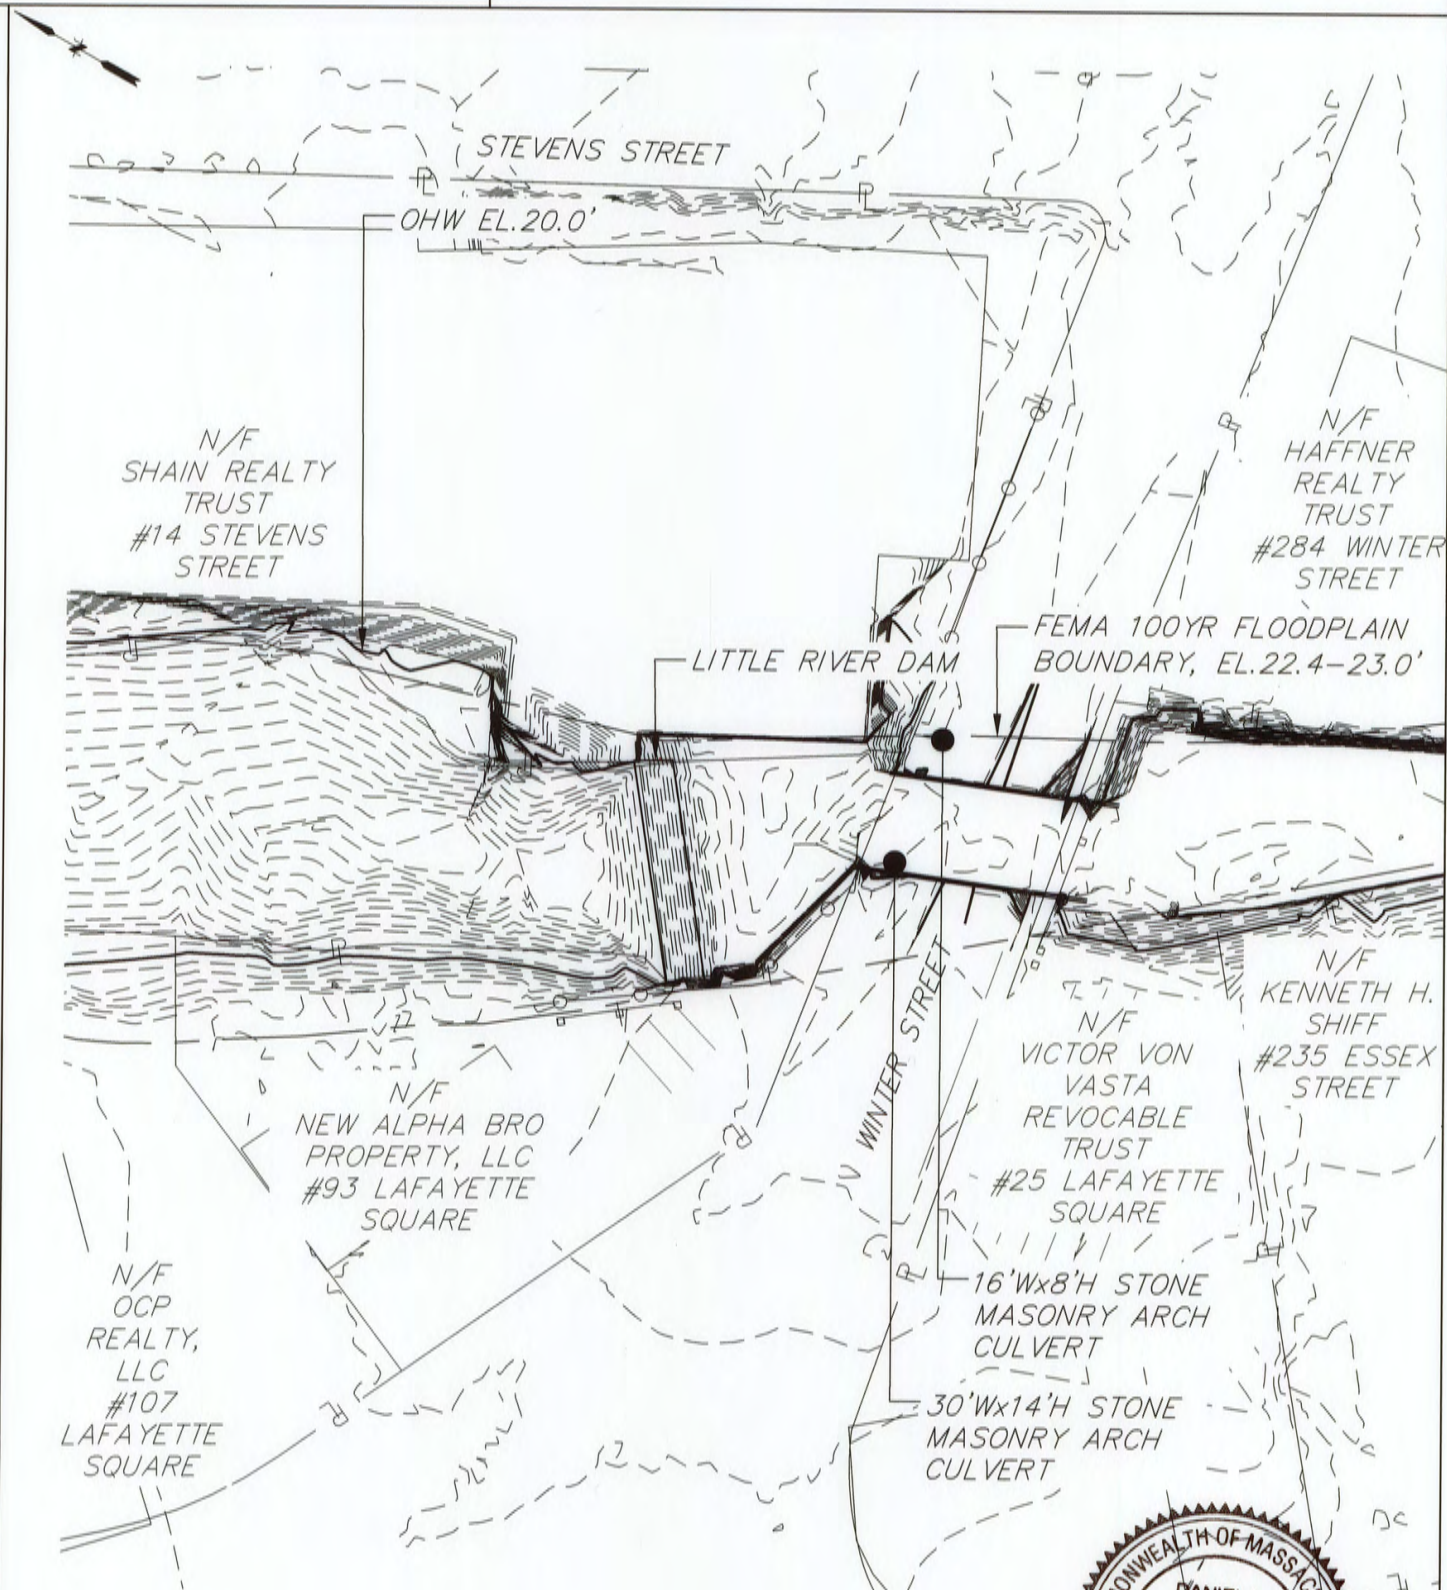 STEVENS STREET
OHW EL.20.0'
N/F
SHAIN REALTY
TRUST
#14 STEVENS
STREET
N/F
HAFFNER
REALTY
TRUST
#284 WINTER
STREET
FEMA 100YR FLOODPLAIN
BOUNDARY, EL.22.4-23.0'
LITTLE RIVER DAM
WINTER STREET
N/F
KENNETH H.
SHIFF
#235 ESSEX
STREET
N/F
VICTOR VON
VASTA
REVOCABLE
TRUST
#25 LAFAYETTE
SQUARE
N/F
NEW ALPHA BRO
PROPERTY, LLC
#93 LAFAYETTE
SQUARE
N/F
OCP
REALTY,
LLC
#107
LAFAYETTE
SQUARE
16'Wx8'H STONE
MASONRY ARCH
CULVERT
30'Wx14'H STONE
MASONRY ARCH
CULVERT
OF